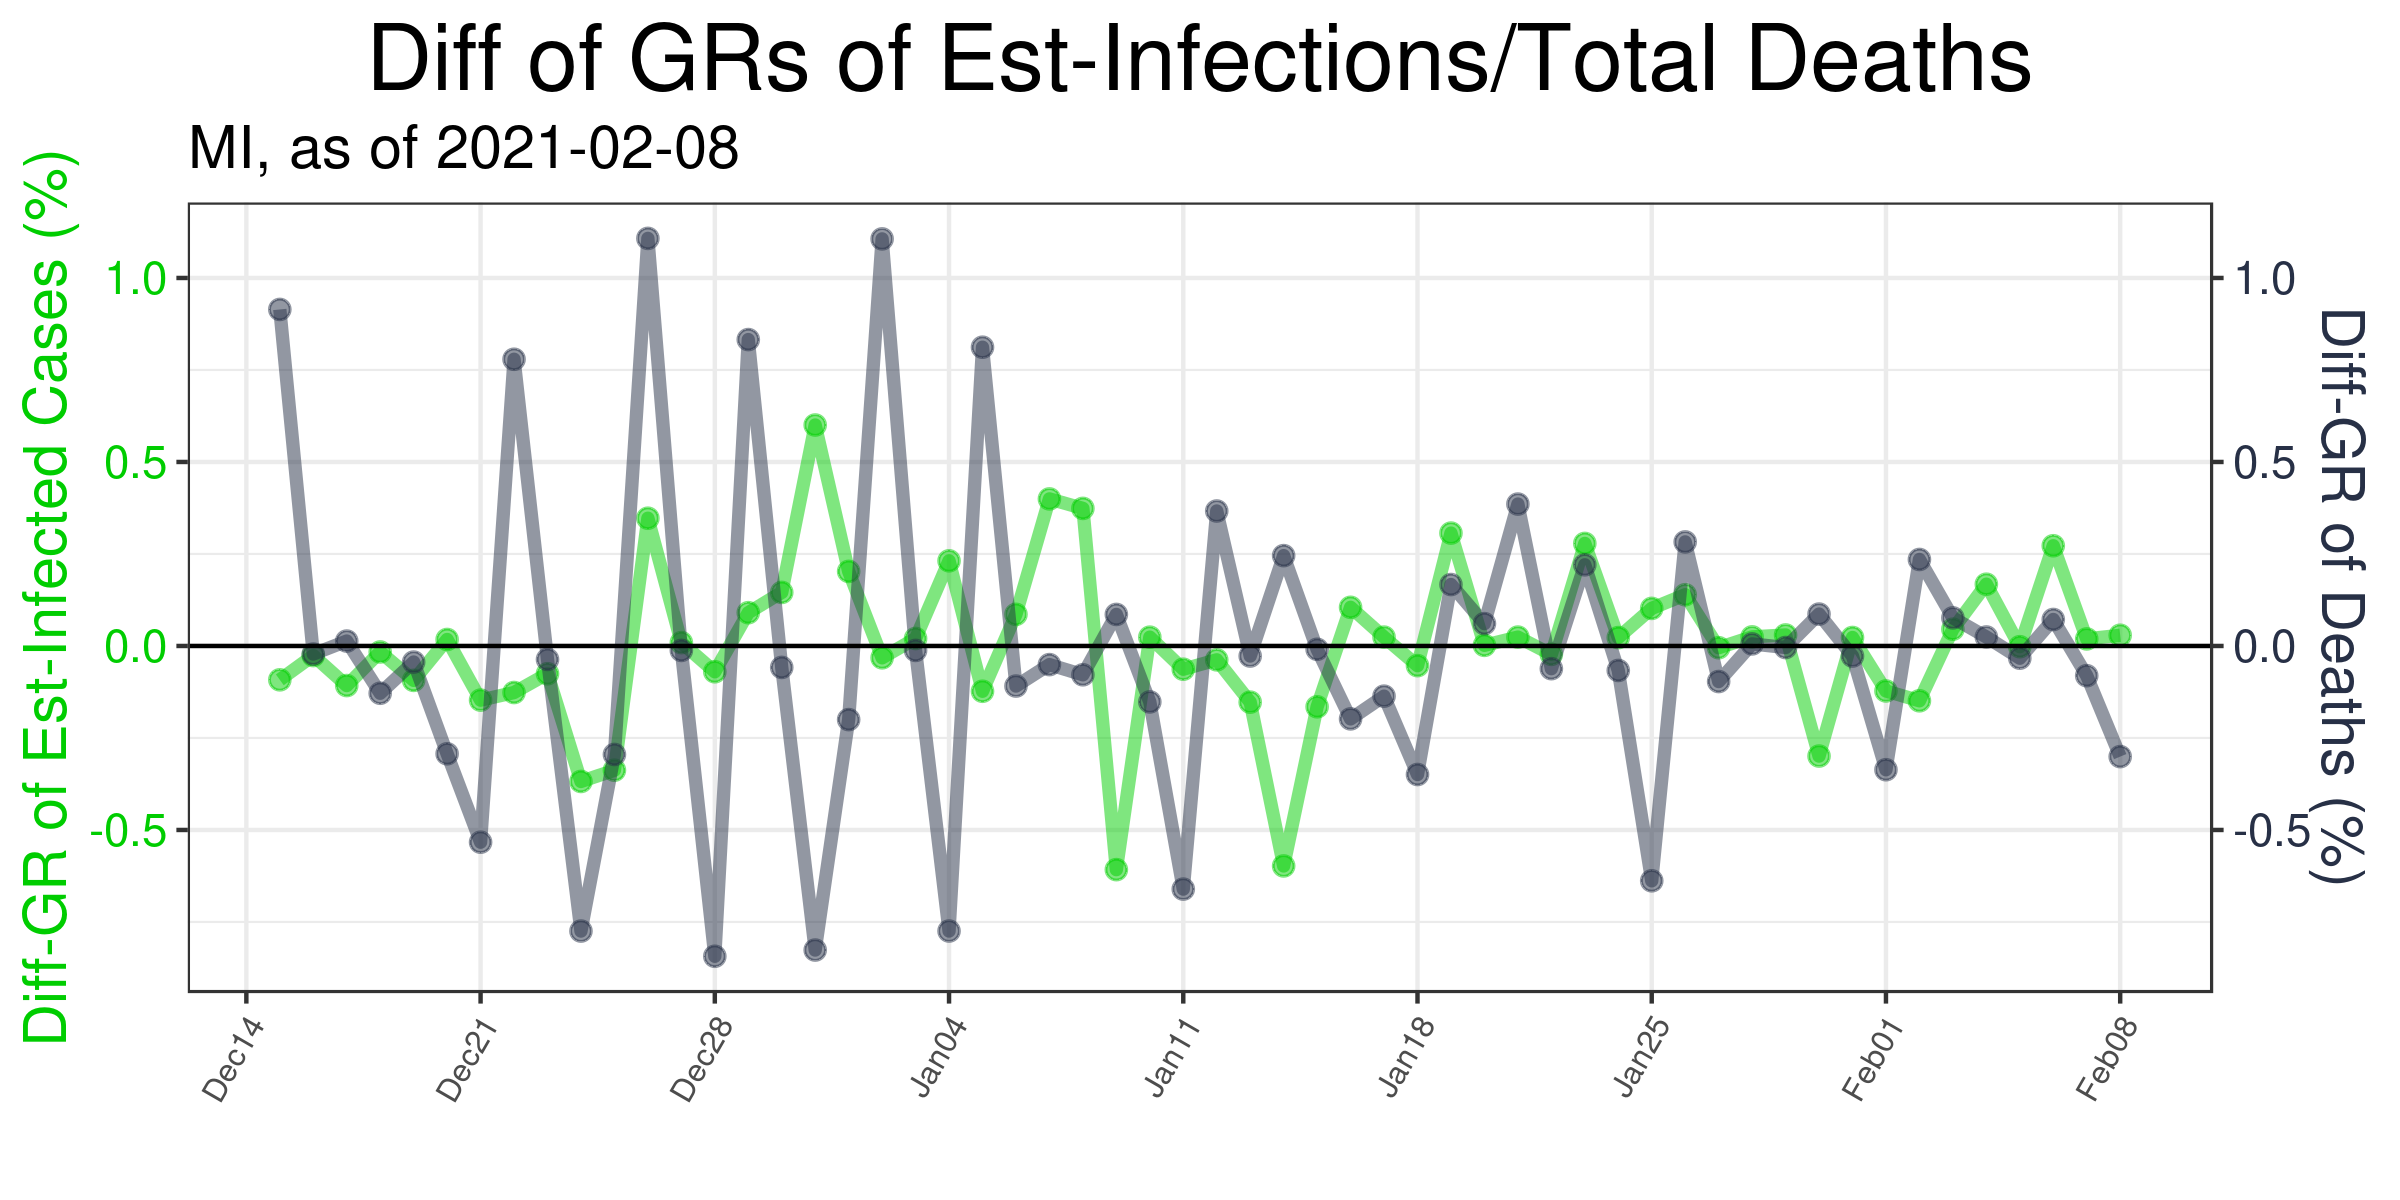 Diff of GRs of Est-Infections/Total Deaths
MI, as of 2021-02-08
Diff-GR of Est-Infected Cases (%)
1.0
0.5
0.0
-0.5
1.0
0.5
0.0
-0.5
Diff-GR of Deaths (%)
Dec14
Dec21
Dec28
Jan04
Jan11
Jan18
Jan25
Feb01
Feb08